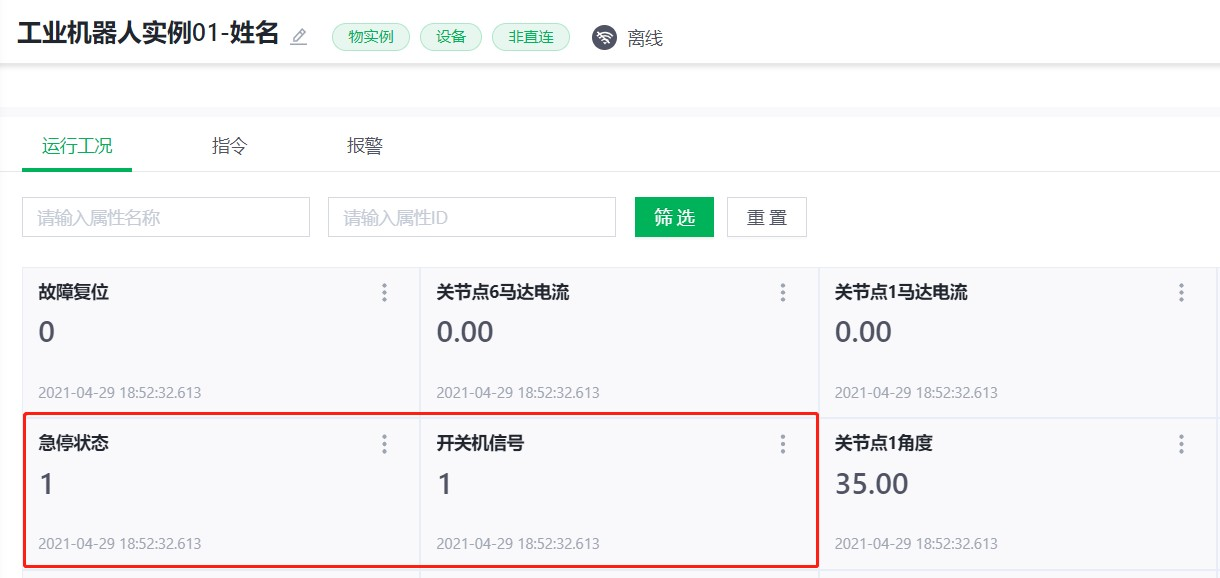 工业机器人实例01-姓名 物实例 设备 非直连 离线
运行工况 指令 报警
请输入属性名称 请输入属性ID 筛选 重置
故障复位 关节点6马达电流 关节点1马达电流
0 0.00 0.00
2021-04-29 18:52:32.613 2021-04-29 18:52:32.613 2021-04-29 18:52:32.613
急停状态 开关机信号 关节点1角度
1 1 35.00
2021-04-29 18:52:32.613 2021-04-29 18:52:32.613 2021-04-29 18:52:32.613